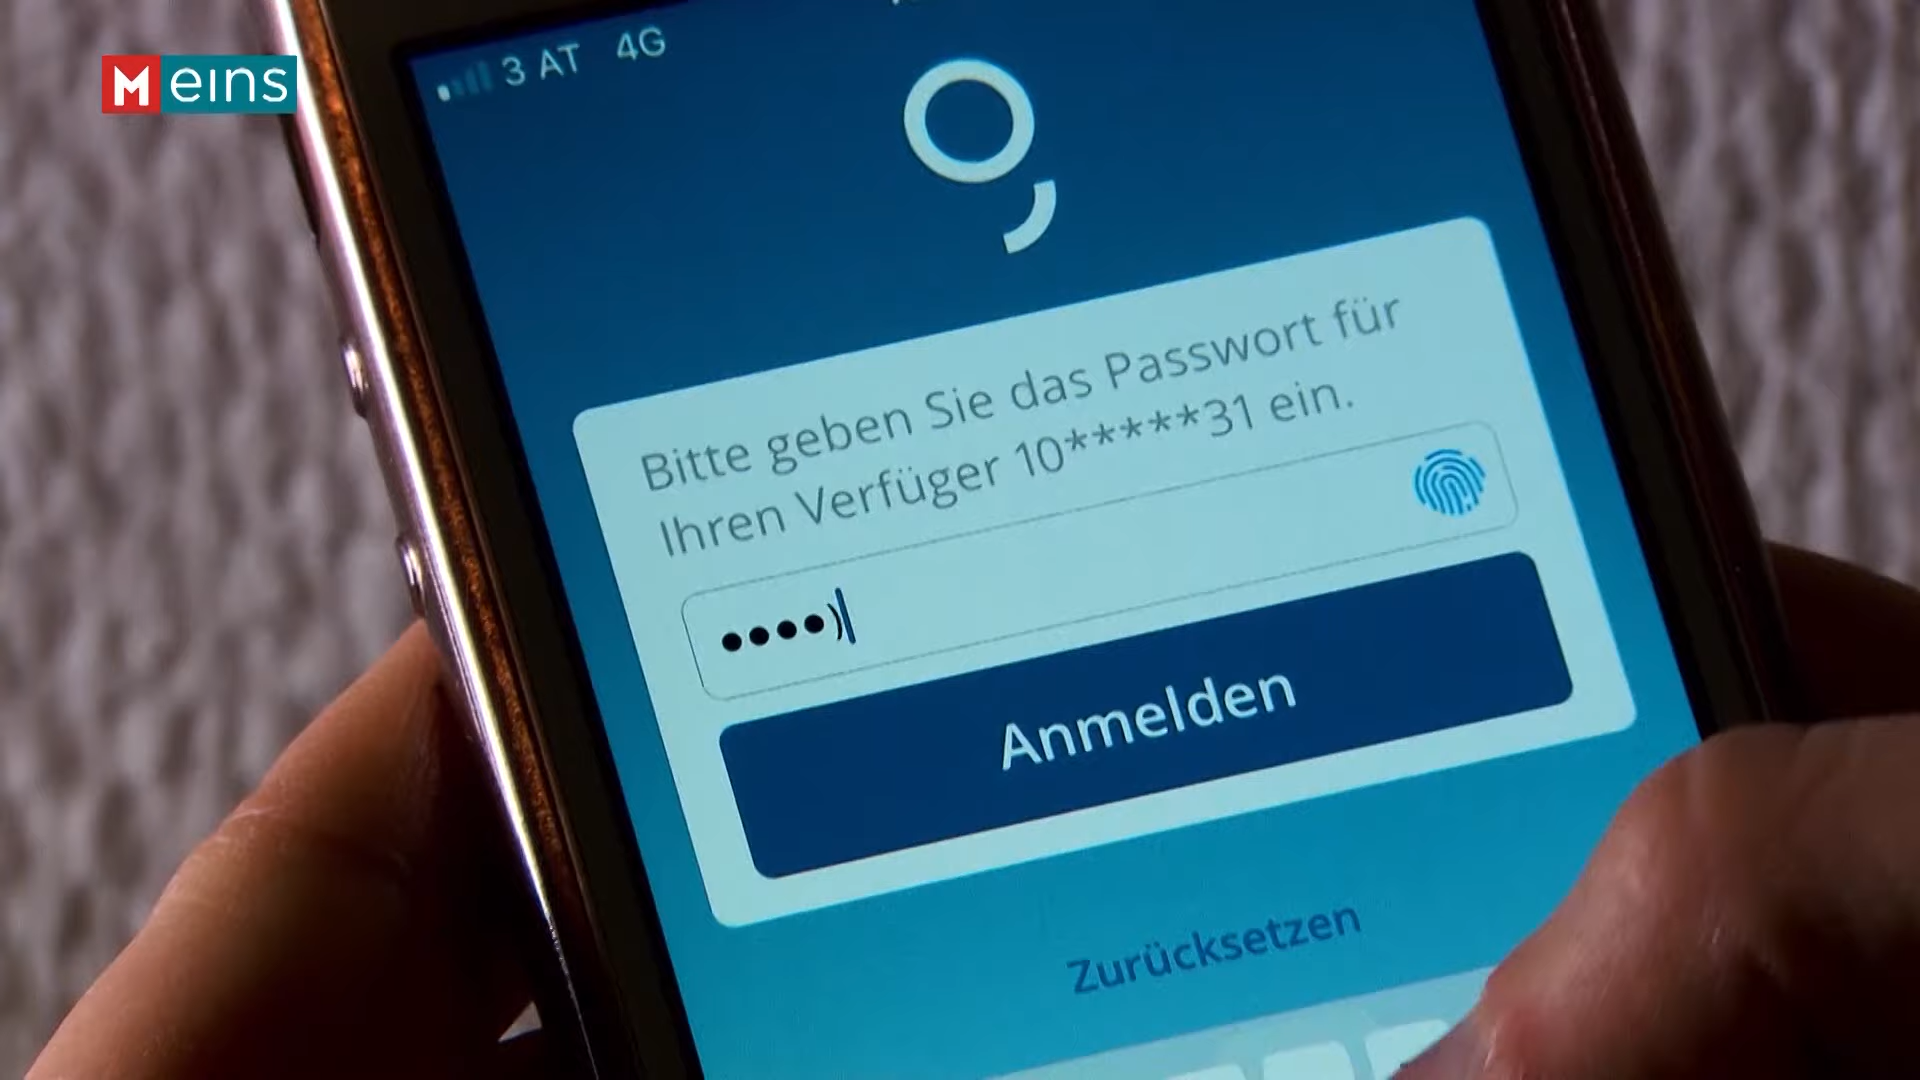 M eins
3 AT 4G
Bitte geben Sie das Passwort für
Ihren Verfüger 10*****31 ein.
••••)
Anmelden
Zurücksetzen